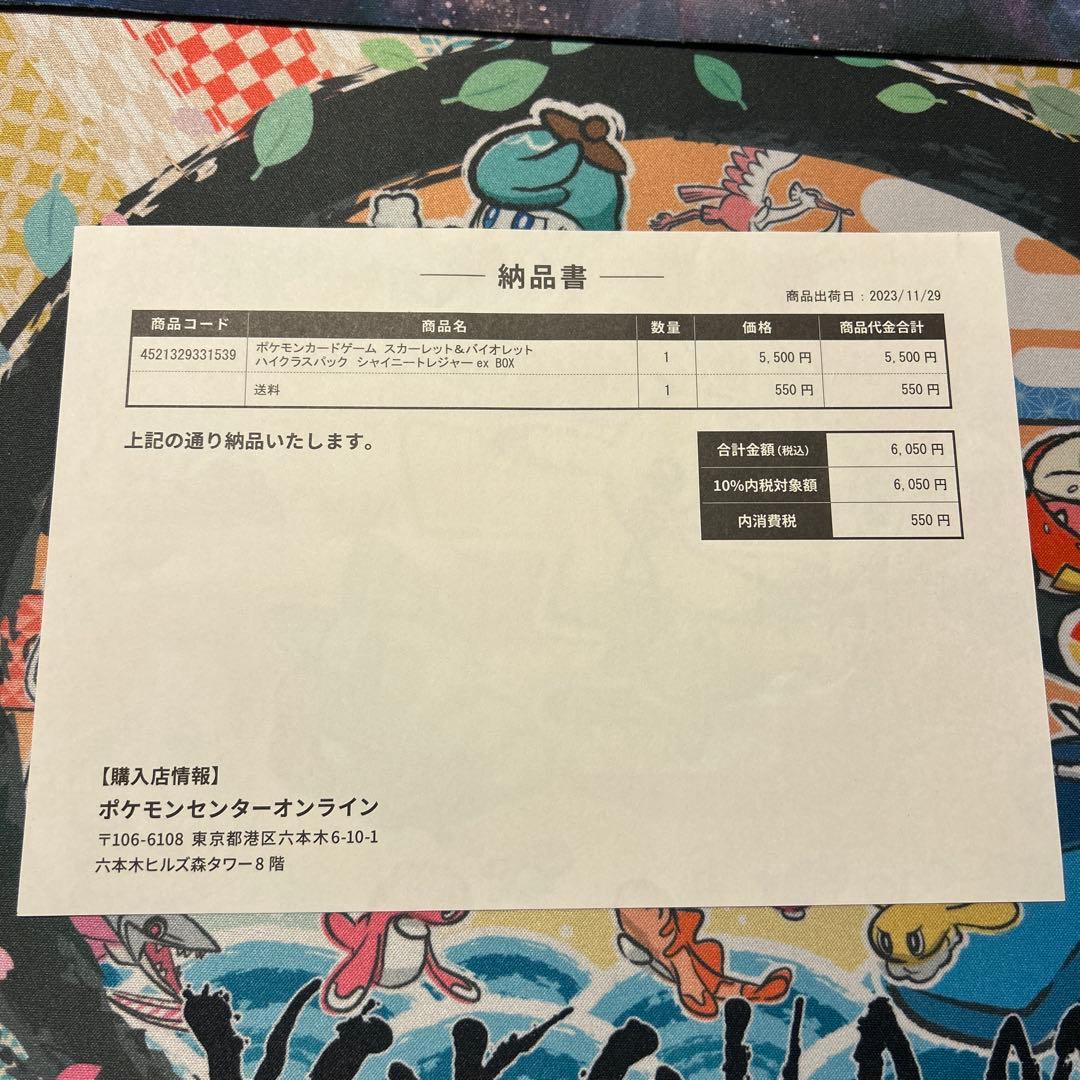 納品書
商品出荷日：2023/11/29
商品コード 商品名 数量 価格 商品代金合計
4521329331539 ポケモンカードゲーム スカーレット＆バイオレット 1 5,500 円 5,500 円
ハイクラスパック シャイニートレジャー ex BOX
送料 1 550 円 550 円
上記の通り納品いたします。
合計金額(税込) 6,050 円
10%内税対象額 6,050 円
内消費税 550 円
【購入店情報】
ポケモンセンターオンライン
〒106-6108 東京都港区六本木6-10-1
六本木ヒルズ森タワー8 階